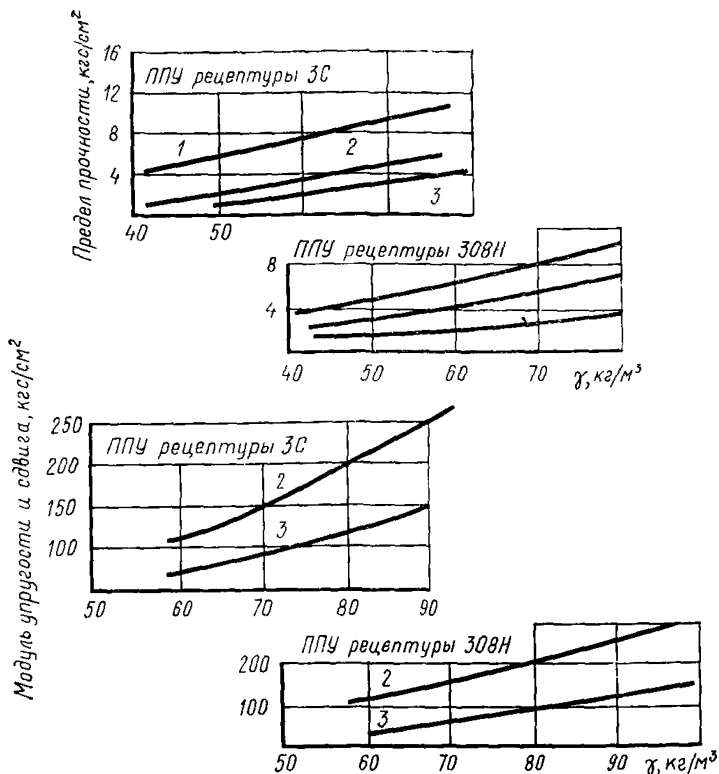 Предел прочности, кгс/см²
16
12
8
4
ППУ рецептуры 3С
1
2
3
40 50
ППУ рецептуры 308Н
8
4
40 50 60 70 γ, кг/м³
Модуль упругости и сдвига, кгс/см²
250
200
150
100
ППУ рецептуры 3С
2
3
50 60 70 80 90
ППУ рецептуры 308Н
200
100
2
3
50 60 70 80 90 γ, кг/м³